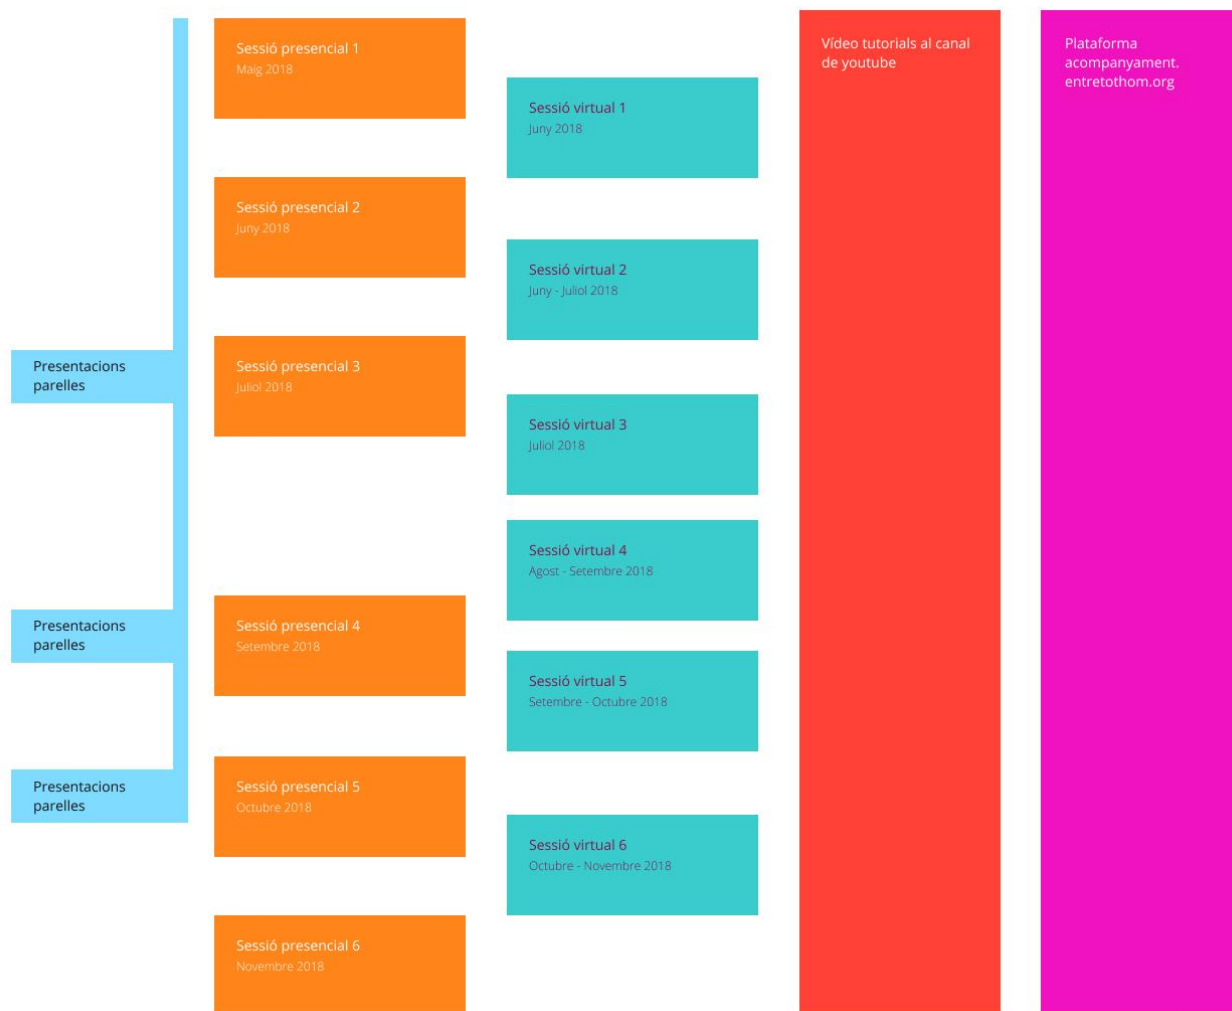 Presentacions
parelles
Presentacions
parelles
Presentacions
parelles
Sessió presencial 1
Maig 2018
Sessió presencial 2
Juny 2018
Sessió presencial 3
Juliol 2018
Sessió presencial 4
Setembre 2018
Sessió presencial 5
Octubre 2018
Sessió presencial 6
Novembre 2018
Sessió virtual 1
Juny 2018
Sessió virtual 2
Juny - Juliol 2018
Sessió virtual 3
Juliol 2018
Sessió virtual 4
Agost - Setembre 2018
Sessió virtual 5
Setembre - Octubre 2018
Sessió virtual 6
Octubre - Novembre 2018
Vídeo tutorials al canal
de youtube
Plataforma
acompanyament.
entretothom.org